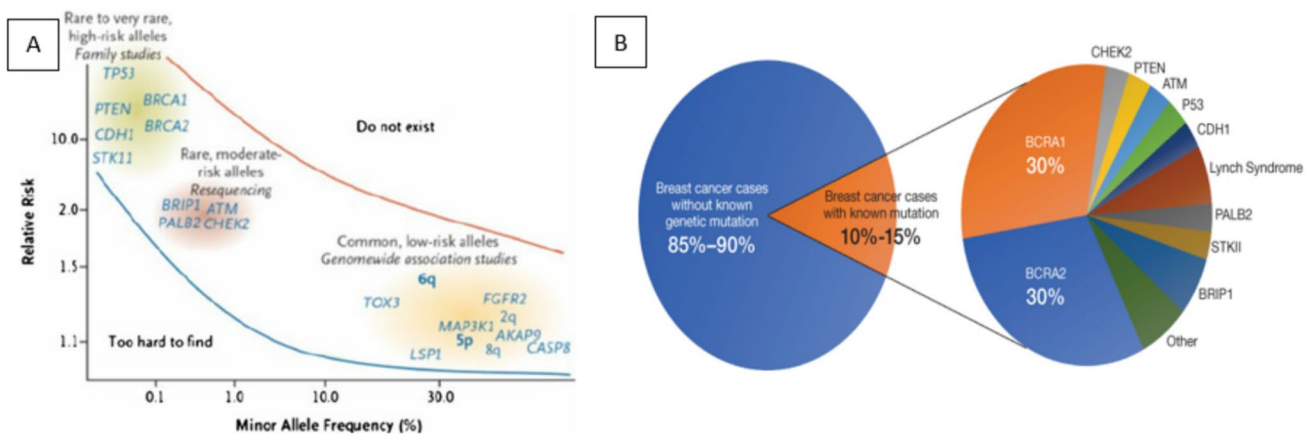 A
Rare to very rare,
high-risk alleles
Family studies
TP53
PTEN
BRCA1
BRCA2
CDH1
STK11
Do not exist
Rare, moderate-
risk alleles
Resequencing
BRIP1 ATM
PALB2 CHEK2
Common, low-risk alleles
Genomewide association studies
6q
TOX3
FGFR2
2q
MAP3K1
AKAP9
5p
8q
LSP1
CASP8
Too hard to find
Relative Risk
10.0
2.0
1.5
1.1
0.1
1.0
10.0
30.0
Minor Allele Frequency (%)
B
Breast cancer cases
without known
genetic mutation
85%–90%
Breast cancer cases
with known mutation
10%-15%
BCRA1
30%
BCRA2
30%
CHEK2
PTEN
ATM
P53
CDH1
Lynch Syndrome
PALB2
STKII
BRIP1
Other